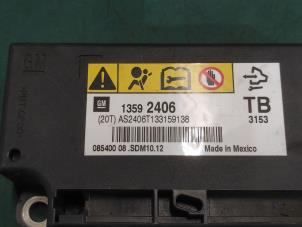 GM
1359 2406
TB
(20T) AS2406T133159138
3153
085400 08 .SDM10.12
Made in Mexico